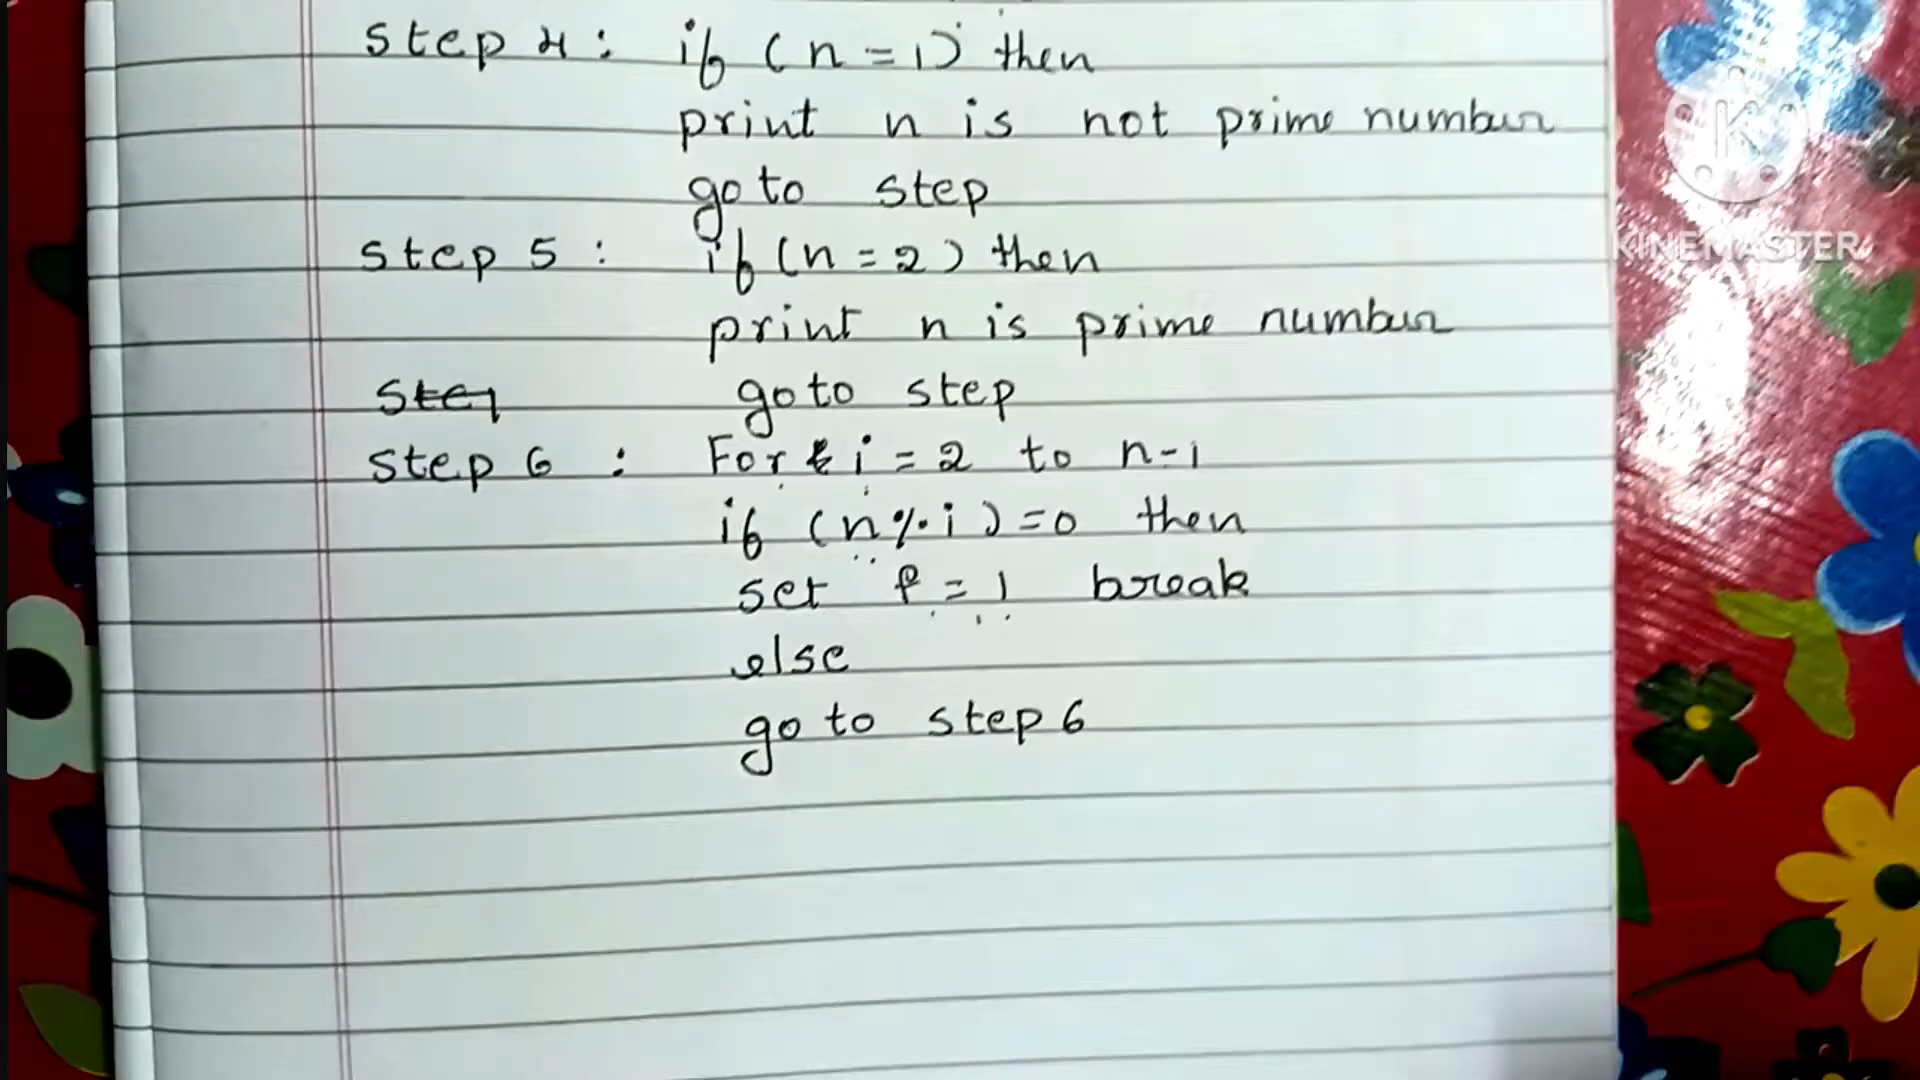 step 4 : if (n = 1) then
print n is not prime number
go to step
step 5 : if (n = 2) then
print n is prime number
go to step
step 6 : For i = 2 to n-1
if (n % i) = 0 then
set f = 1 break
else
go to step 6
K
KINEMASTER